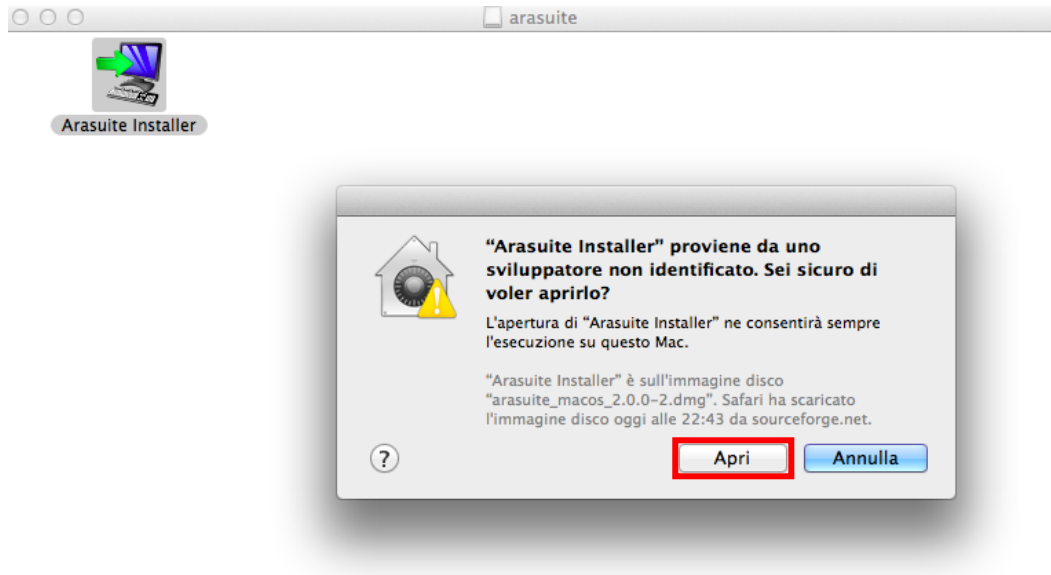 arasuite
Arasuite Installer
“Arasuite Installer” proviene da uno
sviluppatore non identificato. Sei sicuro di
voler aprirlo?
L'apertura di “Arasuite Installer” ne consentirà sempre
l'esecuzione su questo Mac.
“Arasuite Installer” è sull'immagine disco
“arasuite_macos_2.0.0-2.dmg”. Safari ha scaricato
l'immagine disco oggi alle 22:43 da sourceforge.net.
?
Apri
Annulla